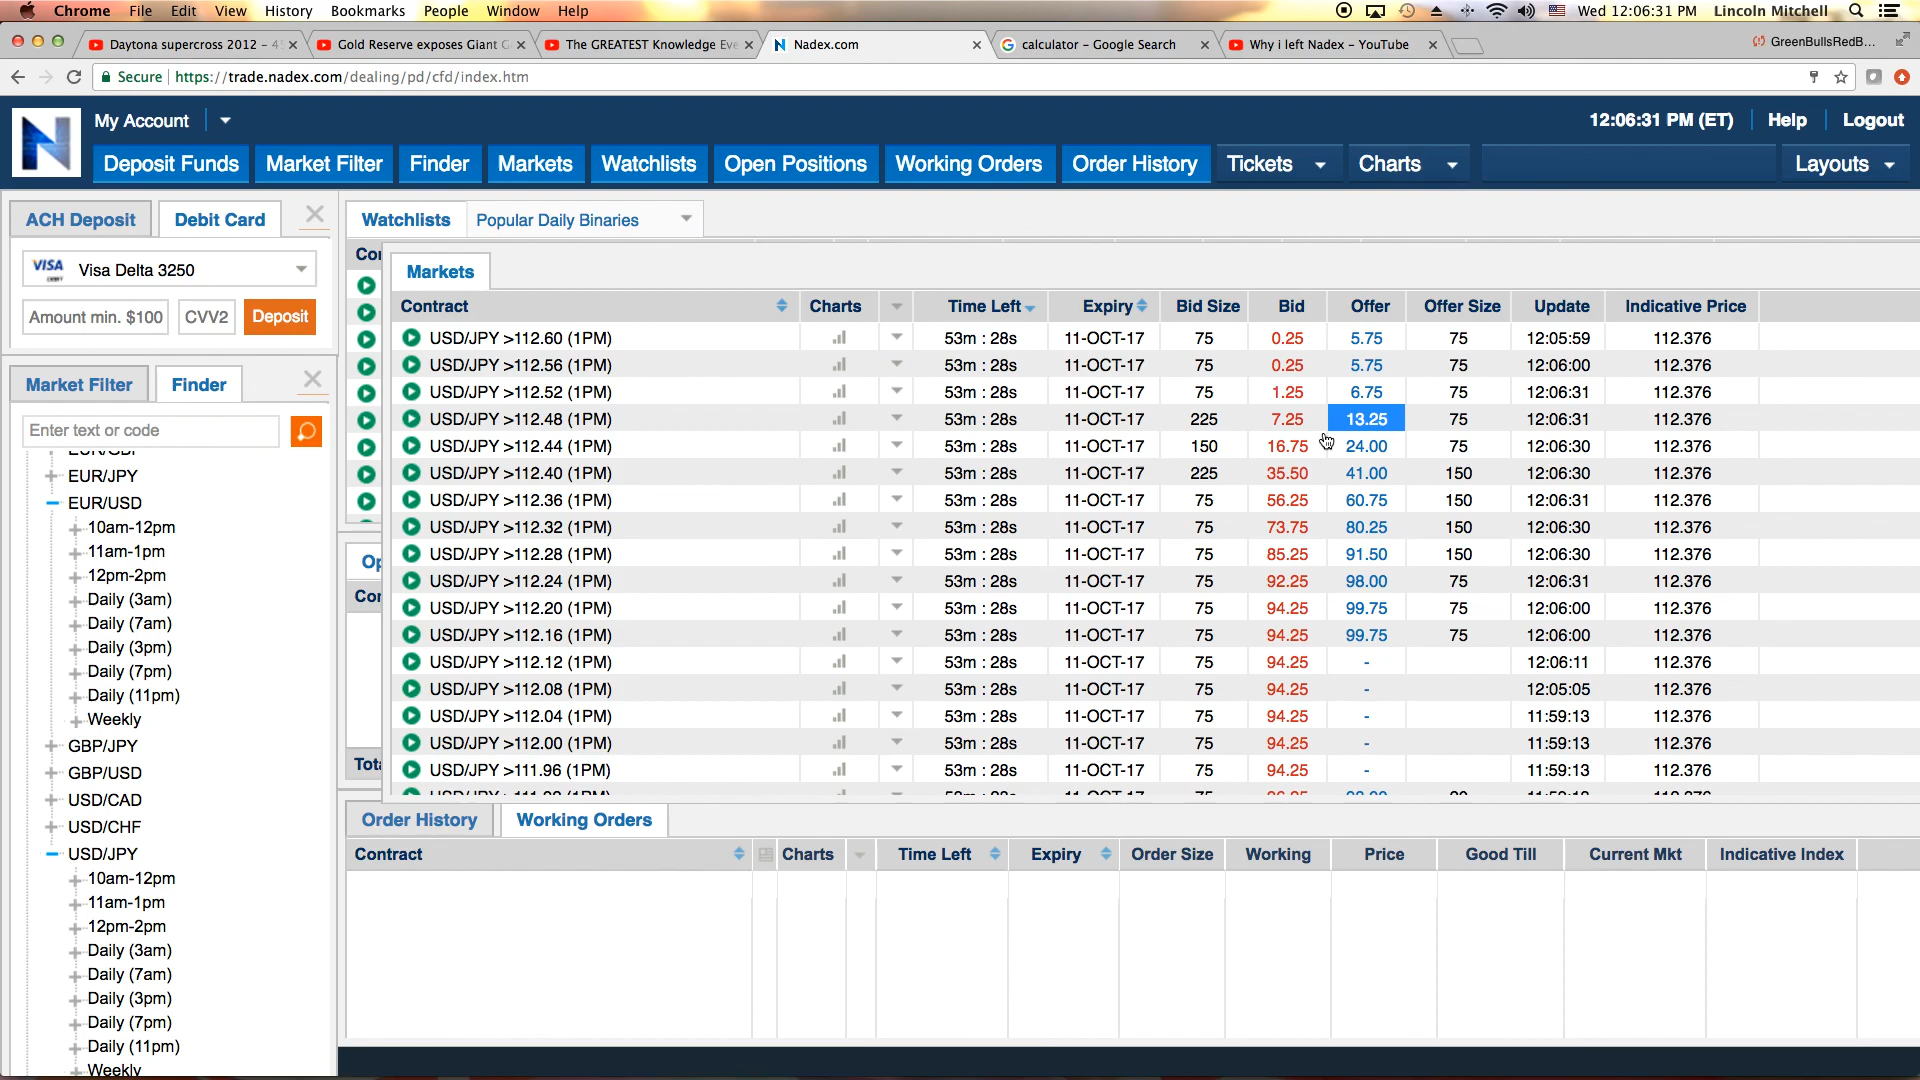 Chrome File Edit View History Bookmarks People Window Help Wed 12:06:31 PM Lincoln Mitchell
Daytona supercross 2012 - 4 Gold Reserve exposes Giant G The GREATEST Knowledge Eve Nadex.com calculator - Google Search Why i left Nadex - YouTube GreenBullsRedB...
Secure https://trade.nadex.com/dealing/pd/cfd/index.htm
N My Account 12:06:31 PM (ET) Help Logout
Deposit Funds Market Filter Finder Markets Watchlists Open Positions Working Orders Order History Tickets Charts Layouts
ACH Deposit Debit Card
VISA Visa Delta 3250
Amount min. $100 CVV2 Deposit
Market Filter Finder
Enter text or code
EUR/JPY
EUR/USD
10am-12pm
11am-1pm
12pm-2pm
Daily (3am)
Daily (7am)
Daily (3pm)
Daily (7pm)
Daily (11pm)
Weekly
GBP/JPY
GBP/USD
USD/CAD
USD/CHF
USD/JPY
10am-12pm
11am-1pm
12pm-2pm
Daily (3am)
Daily (7am)
Daily (3pm)
Daily (7pm)
Daily (11pm)
Weekly
Watchlists Popular Daily Binaries
Markets
Contract Charts Time Left Expiry Bid Size Bid Offer Offer Size Update Indicative Price
USD/JPY >112.60 (1PM) 53m : 28s 11-OCT-17 75 0.25 5.75 75 12:05:59 112.376
USD/JPY >112.56 (1PM) 53m : 28s 11-OCT-17 75 0.25 5.75 75 12:06:00 112.376
USD/JPY >112.52 (1PM) 53m : 28s 11-OCT-17 75 1.25 6.75 75 12:06:31 112.376
USD/JPY >112.48 (1PM) 53m : 28s 11-OCT-17 225 7.25 13.25 75 12:06:31 112.376
USD/JPY >112.44 (1PM) 53m : 28s 11-OCT-17 150 16.75 24.00 75 12:06:30 112.376
USD/JPY >112.40 (1PM) 53m : 28s 11-OCT-17 225 35.50 41.00 150 12:06:30 112.376
USD/JPY >112.36 (1PM) 53m : 28s 11-OCT-17 75 56.25 60.75 150 12:06:31 112.376
USD/JPY >112.32 (1PM) 53m : 28s 11-OCT-17 75 73.75 80.25 150 12:06:30 112.376
USD/JPY >112.28 (1PM) 53m : 28s 11-OCT-17 75 85.25 91.50 150 12:06:30 112.376
USD/JPY >112.24 (1PM) 53m : 28s 11-OCT-17 75 92.25 98.00 75 12:06:31 112.376
USD/JPY >112.20 (1PM) 53m : 28s 11-OCT-17 75 94.25 99.75 75 12:06:00 112.376
USD/JPY >112.16 (1PM) 53m : 28s 11-OCT-17 75 94.25 99.75 75 12:06:00 112.376
USD/JPY >112.12 (1PM) 53m : 28s 11-OCT-17 75 94.25 - 12:06:11 112.376
USD/JPY >112.08 (1PM) 53m : 28s 11-OCT-17 75 94.25 - 12:05:05 112.376
USD/JPY >112.04 (1PM) 53m : 28s 11-OCT-17 75 94.25 - 11:59:13 112.376
USD/JPY >112.00 (1PM) 53m : 28s 11-OCT-17 75 94.25 - 11:59:13 112.376
USD/JPY >111.96 (1PM) 53m : 28s 11-OCT-17 75 94.25 - 11:59:13 112.376
Order History Working Orders
Contract Charts Time Left Expiry Order Size Working Price Good Till Current Mkt Indicative Index